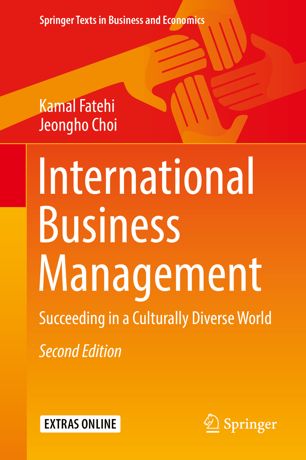 Springer Texts in Business and Economics
Kamal Fatehi
Jeongho Choi
International
Business
Management
Succeeding in a Culturally Diverse World
Second Edition
EXTRAS ONLINE
Springer